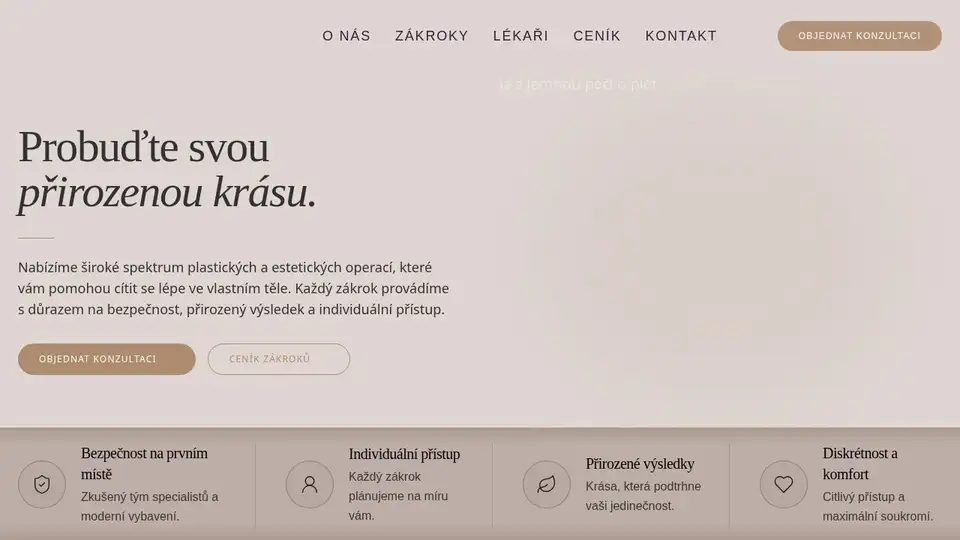 O NÁS ZÁKROKY LÉKAŘI CENÍK KONTAKT OBJEDNAT KONZULTACI
s jemnou péčí o pleť
Probuďte svou
přirozenou krásu.
Nabízíme široké spektrum plastických a estetických operací, které
vám pomohou cítit se lépe ve vlastním těle. Každý zákrok provádíme
s důrazem na bezpečnost, přirozený výsledek a individuální přístup.
OBJEDNAT KONZULTACI CENÍK ZÁKROKŮ
Bezpečnost na prvním
místě
Zkušený tým specialistů a
moderní vybavení.
Individuální přístup
Každý zákrok
plánujeme na míru
vám.
Přirozené výsledky
Krása, která podtrhne
vaši jedinečnost.
Diskrétnost a
komfort
Citlivý přístup a
maximální soukromí.